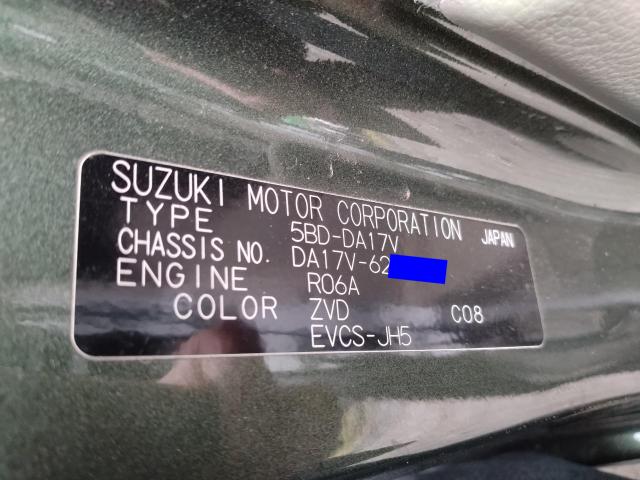 SUZUKI MOTOR CORPORATION JAPAN
TYPE 5BD-DA17V
CHASSIS NO. DA17V-62
ENGINE R06A
COLOR ZVD C08
EVCS-JH5